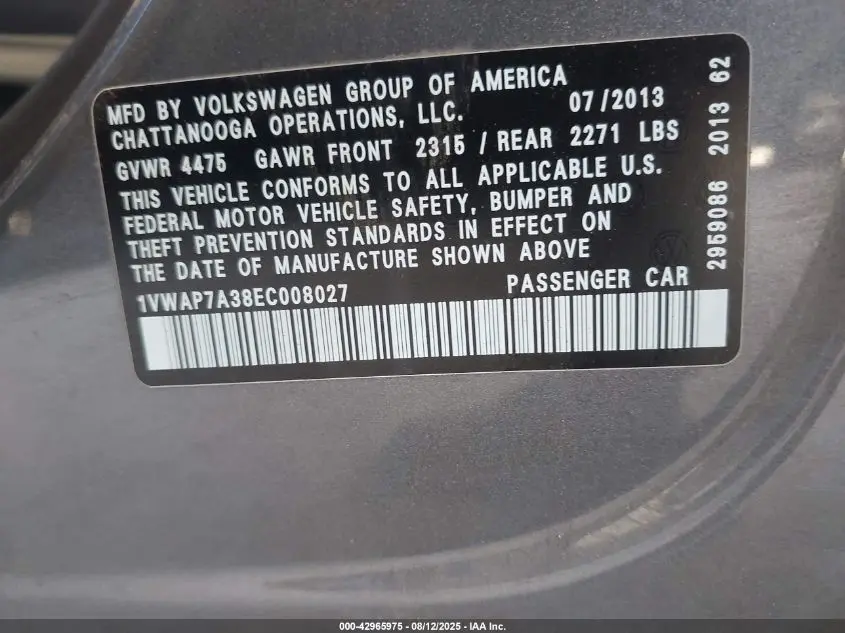 MFD BY VOLKSWAGEN GROUP OF AMERICA
CHATTANOOGA OPERATIONS, LLC. 07/2013
GVWR 4475 GAWR FRONT 2315 / REAR 2271 LBS
THIS VEHICLE CONFORMS TO ALL APPLICABLE U.S.
FEDERAL MOTOR VEHICLE SAFETY, BUMPER AND
THEFT PREVENTION STANDARDS IN EFFECT ON
THE DATE OF MANUFACTURE SHOWN ABOVE
1VWAP7A38EC008027 PASSENGER CAR
2959086 2013 62
000-42965975 - 08/12/2025 - IAA Inc.